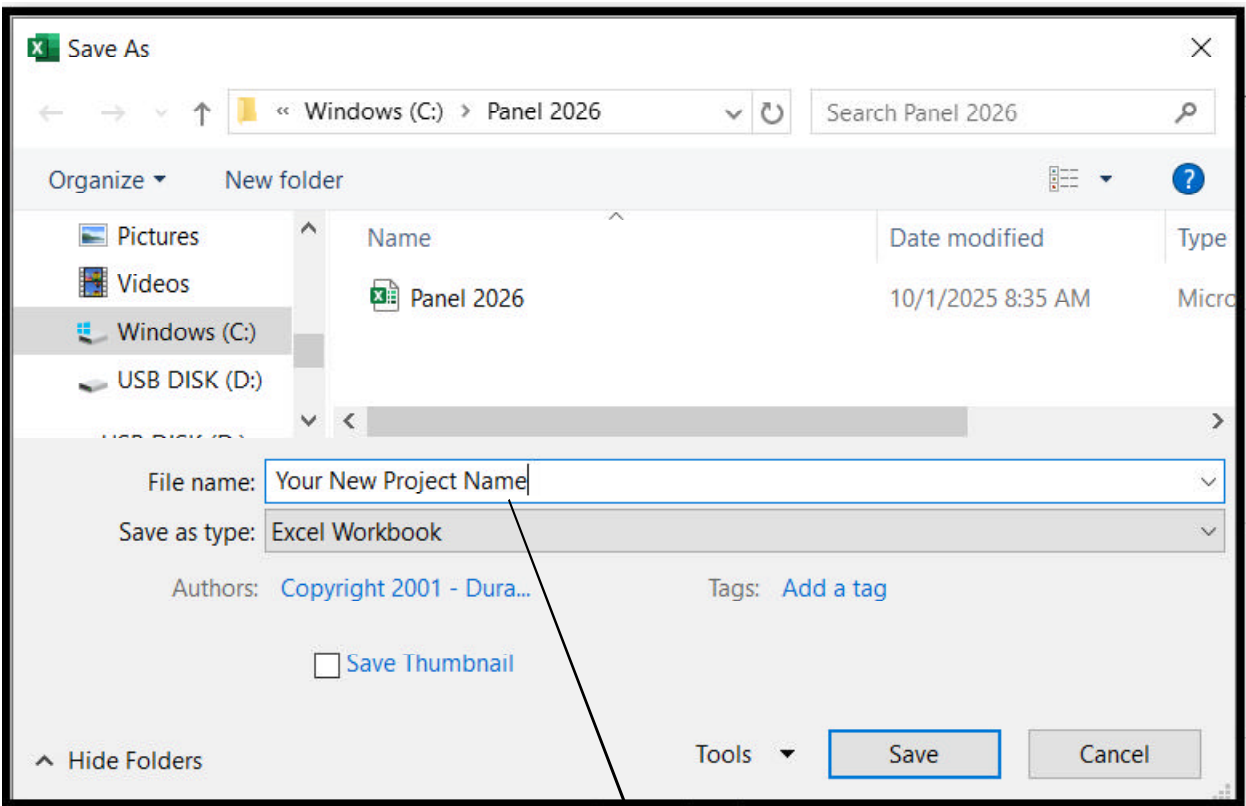 Save As
« Windows (C:) > Panel 2026
Search Panel 2026
Organize
New folder
Pictures
Videos
Windows (C:)
USB DISK (D:)
Name
Date modified
Type
Panel 2026
10/1/2025 8:35 AM
Micro
File name: Your New Project Name
Save as type: Excel Workbook
Authors: Copyright 2001 - Dura...
Tags: Add a tag
Save Thumbnail
Hide Folders
Tools
Save
Cancel